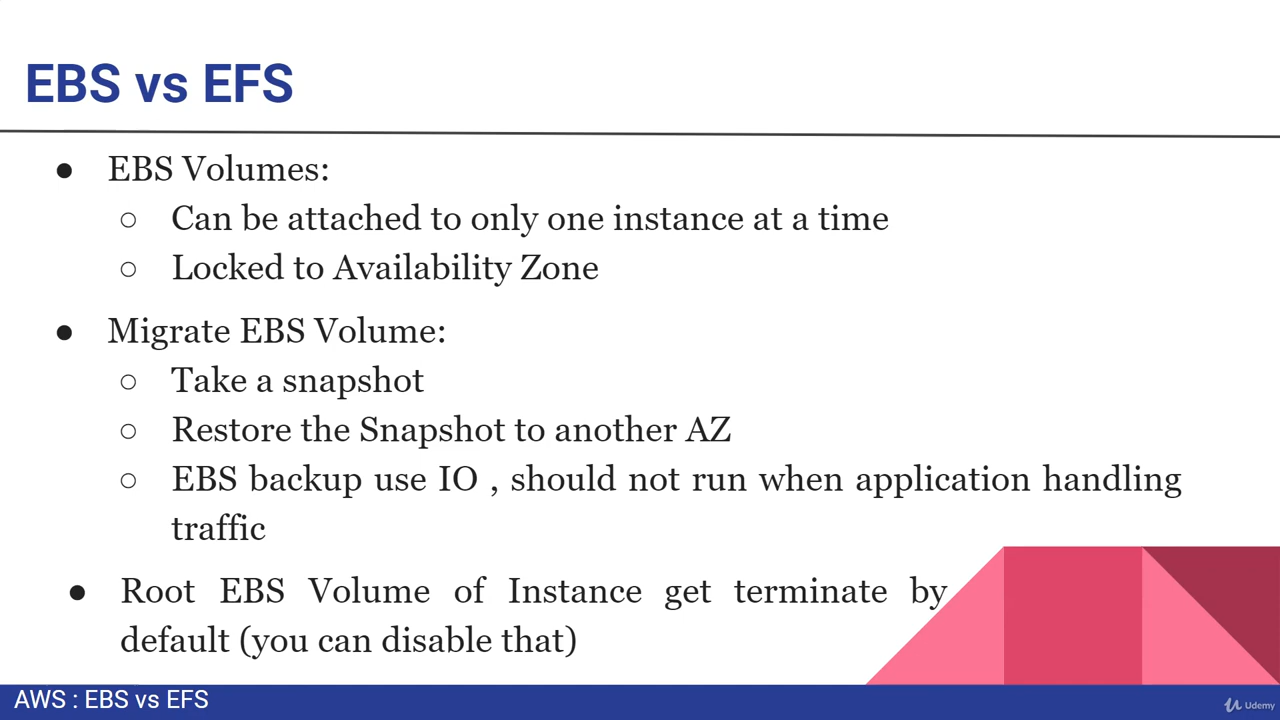 EBS vs EFS
● EBS Volumes:
○ Can be attached to only one instance at a time
○ Locked to Availability Zone
● Migrate EBS Volume:
○ Take a snapshot
○ Restore the Snapshot to another AZ
○ EBS backup use IO , should not run when application handling
traffic
● Root EBS Volume of Instance get terminate by
default (you can disable that)
AWS : EBS vs EFS
Udemy